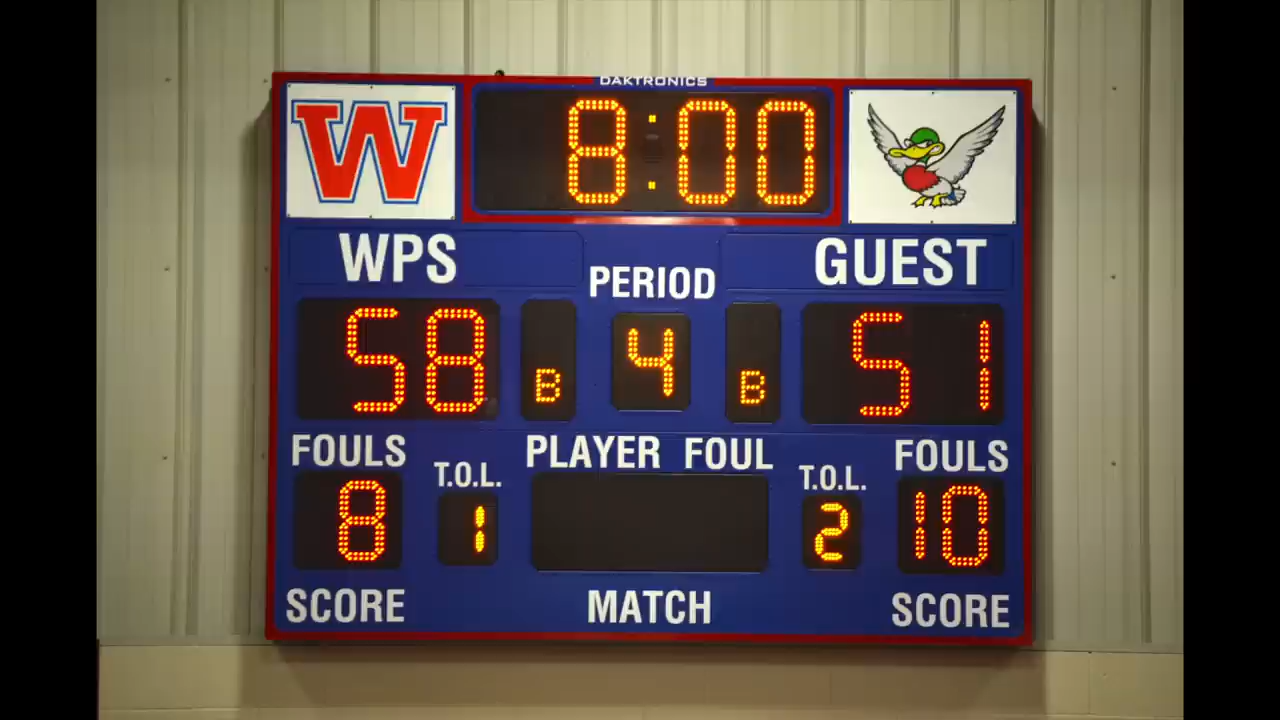 DAKTRONICS
W
8:00
WPS
PERIOD
GUEST
58
B
4
B
51
FOULS
T.O.L.
PLAYER FOUL
T.O.L.
FOULS
8
1
2
10
SCORE
MATCH
SCORE